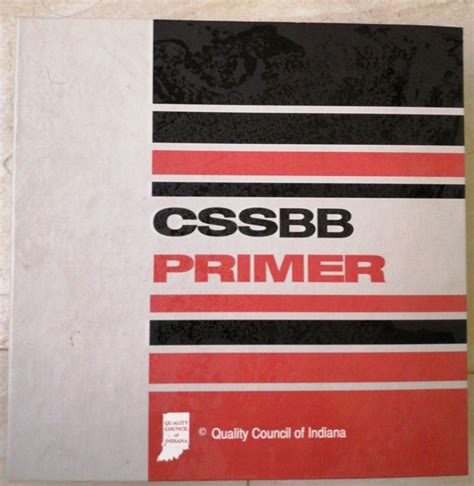 CSSBB
PRIMER
QUALITY
COUNCIL
of
INDIANA
© Quality Council of Indiana